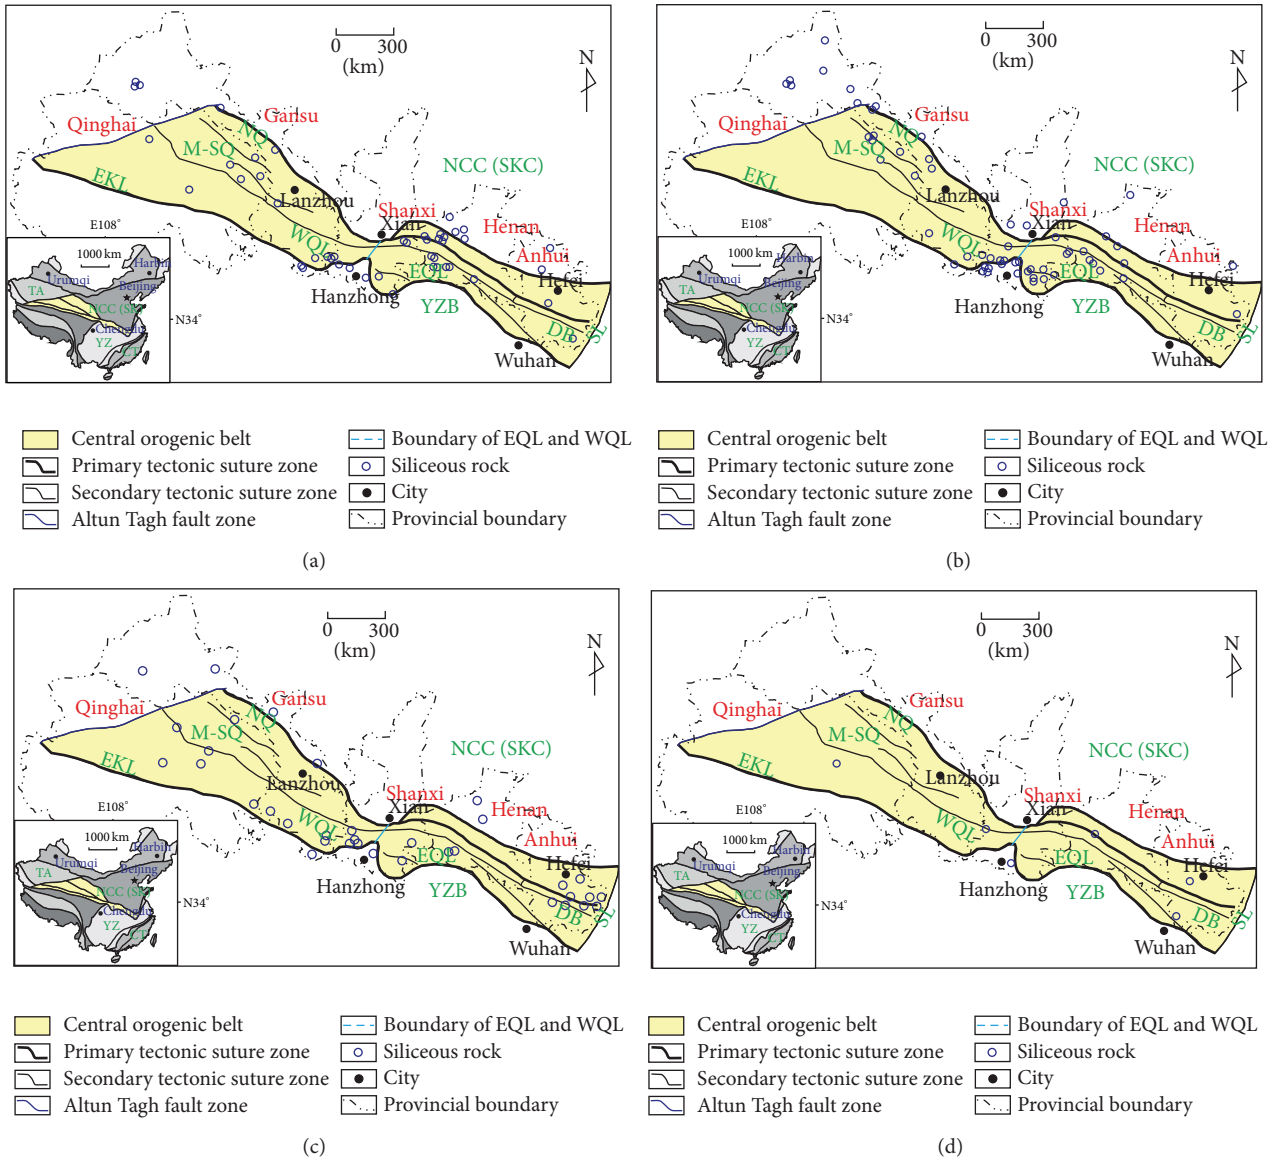 0 300
(km)
N
Qinghai
Gansu
NQ
M-SQ
NCC (SKC)
EKL
Lanzhou
Shanxi
Xian
Henan
E108°
WQL
Anhui
1000 km
Harbin
Urumqi
EQL
Hefei
TA
Beijing
Hanzhong
YZB
NCC (SK
N34°
Chengdu
DB
SL
YZ
CT
Wuhan
Central orogenic belt
Boundary of EQL and WQL
Primary tectonic suture zone
Siliceous rock
Secondary tectonic suture zone
City
Altun Tagh fault zone
Provincial boundary
(a)
0 300
(km)
N
Qinghai
Gansu
NQ
M-SQ
NCC (SKC)
EKL
Lanzhou
Shanxi
Xian
Henan
E108°
WQL
Anhui
1000 km
Harbin
Urumqi
EQL
Hefei
TA
Beijing
Hanzhong
YZB
NCC (SK
N34°
Chengdu
DB
SL
YZ
CT
Wuhan
Central orogenic belt
Boundary of EQL and WQL
Primary tectonic suture zone
Siliceous rock
Secondary tectonic suture zone
City
Altun Tagh fault zone
Provincial boundary
(b)
0 300
(km)
N
Qinghai
Gansu
NQ
M-SQ
NCC (SKC)
EKL
Lanzhou
Shanxi
Xian
Henan
E108°
WQL
Anhui
1000 km
Harbin
Urumqi
EQL
Hefei
TA
Beijing
Hanzhong
YZB
NCC (SK
N34°
Chengdu
DB
SL
YZ
CT
Wuhan
Central orogenic belt
Boundary of EQL and WQL
Primary tectonic suture zone
Siliceous rock
Secondary tectonic suture zone
City
Altun Tagh fault zone
Provincial boundary
(c)
0 300
(km)
N
Qinghai
Gansu
NQ
M-SQ
NCC (SKC)
EKL
Lanzhou
Shanxi
Xian
Henan
E108°
WQL
Anhui
1000 km
Harbin
Urumqi
EQL
Hefei
TA
Beijing
Hanzhong
YZB
NCC (SK
N34°
Chengdu
DB
SL
YZ
CT
Wuhan
Central orogenic belt
Boundary of EQL and WQL
Primary tectonic suture zone
Siliceous rock
Secondary tectonic suture zone
City
Altun Tagh fault zone
Provincial boundary
(d)